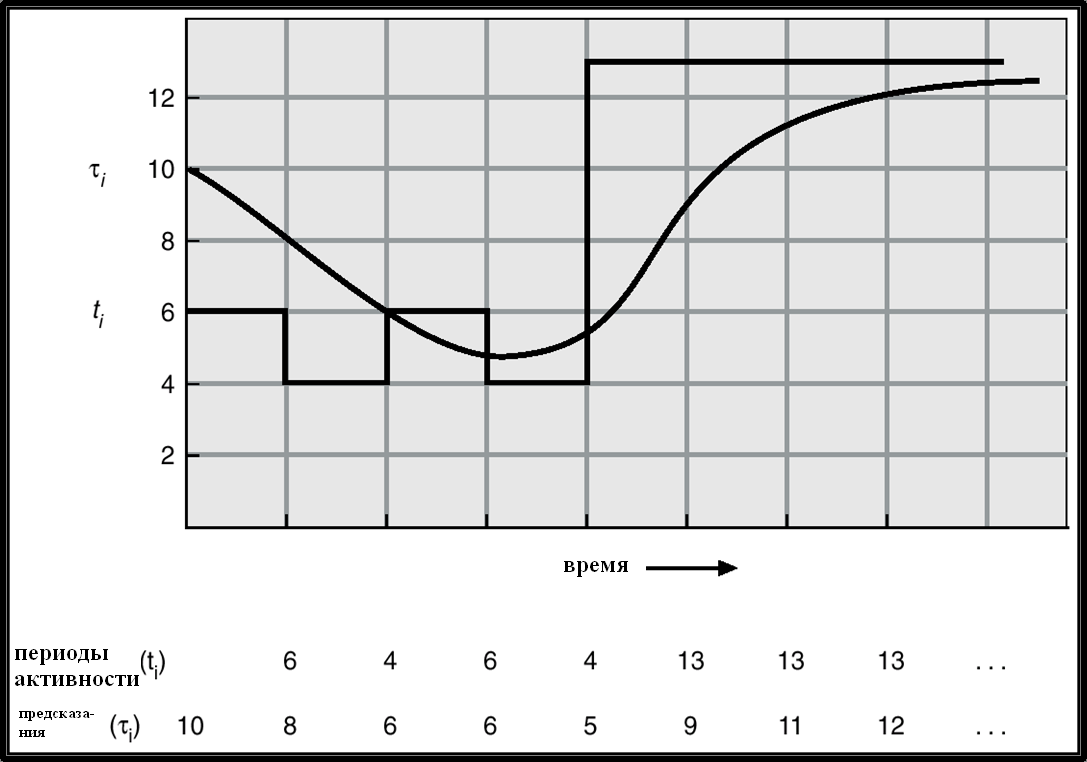 12
τi 10
8
ti 6
4
2
время
периоды
активности (ti) 6 4 6 4 13 13 13 ...
предсказа-
ния (τi) 10 8 6 6 5 9 11 12 ...